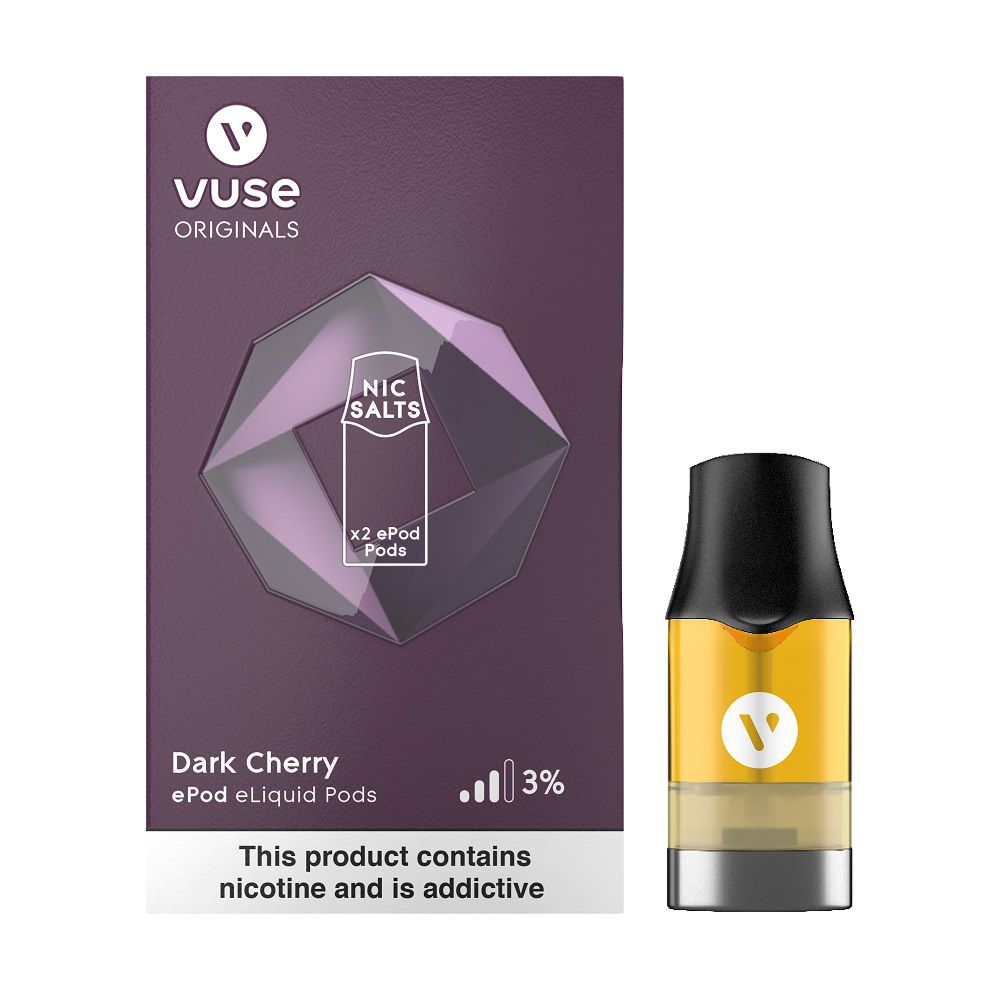 vuse
ORIGINALS
NIC
SALTS
x2 ePod
Pods
Dark Cherry
ePod eLiquid Pods
3%
This product contains
nicotine and is addictive